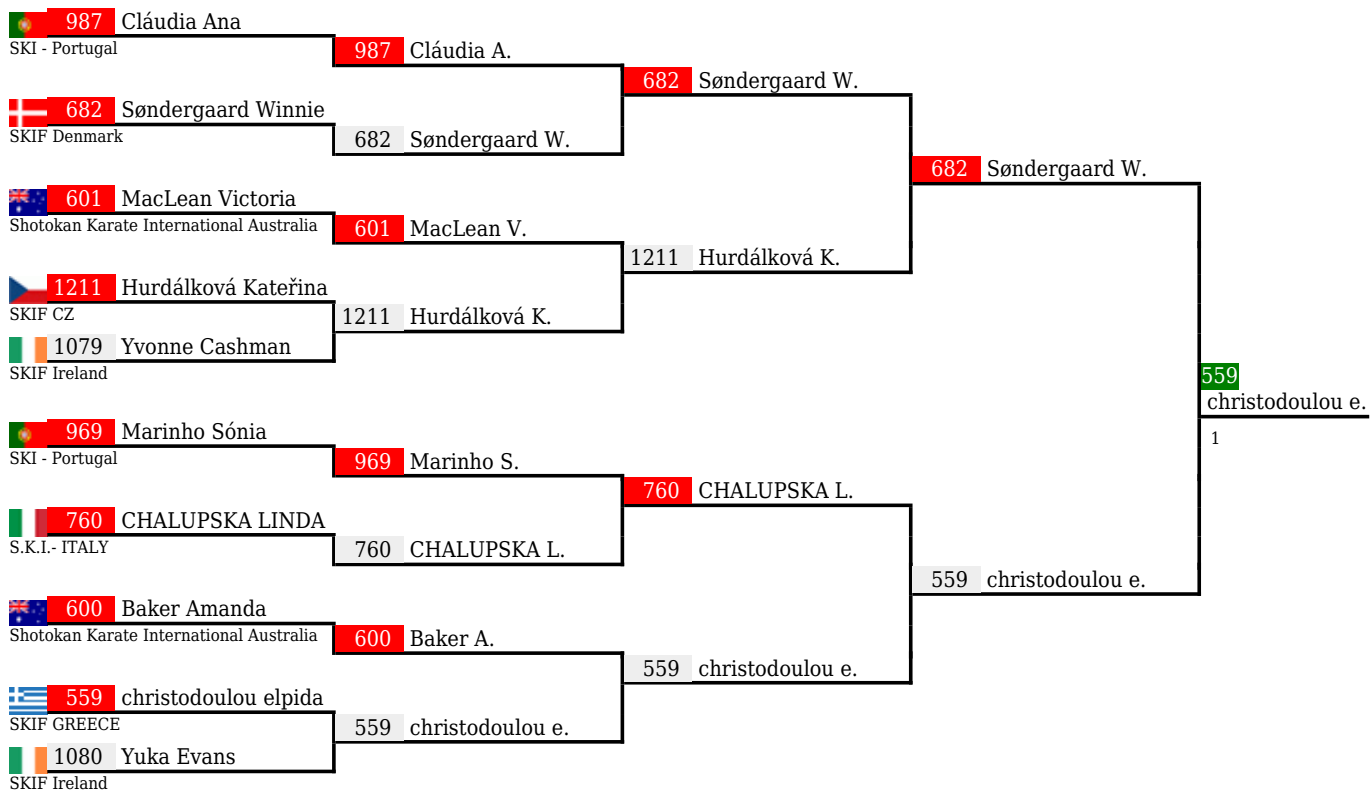 987 Cláudia Ana
SKI - Portugal
987 Cláudia A.
682 Søndergaard W.
682 Søndergaard Winnie
SKIF Denmark
682 Søndergaard W.
682 Søndergaard W.
601 MacLean Victoria
Shotokan Karate International Australia
601 MacLean V.
1211 Hurdálková K.
1211 Hurdálková Kateřina
SKIF CZ
1211 Hurdálková K.
1079 Yvonne Cashman
SKIF Ireland
559
christodoulou e.
1
969 Marinho Sónia
SKI - Portugal
969 Marinho S.
760 CHALUPSKA L.
760 CHALUPSKA LINDA
S.K.I.- ITALY
760 CHALUPSKA L.
559 christodoulou e.
600 Baker Amanda
Shotokan Karate International Australia
600 Baker A.
559 christodoulou e.
559 christodoulou elpida
SKIF GREECE
559 christodoulou e.
1080 Yuka Evans
SKIF Ireland